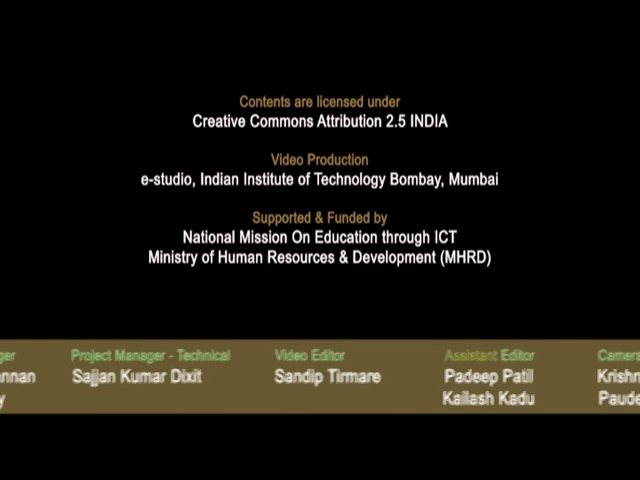 Contents are licensed under
Creative Commons Attribution 2.5 INDIA
Video Production
e-studio, Indian Institute of Technology Bombay, Mumbai
Supported & Funded by
National Mission On Education through ICT
Ministry of Human Resources & Development (MHRD)
Project Manager - Technical
Sajjan Kumar Dixit
Video Editor
Sandip Tirmare
Assistant Editor
Padeep Patil
Kailash Kadu
Camera